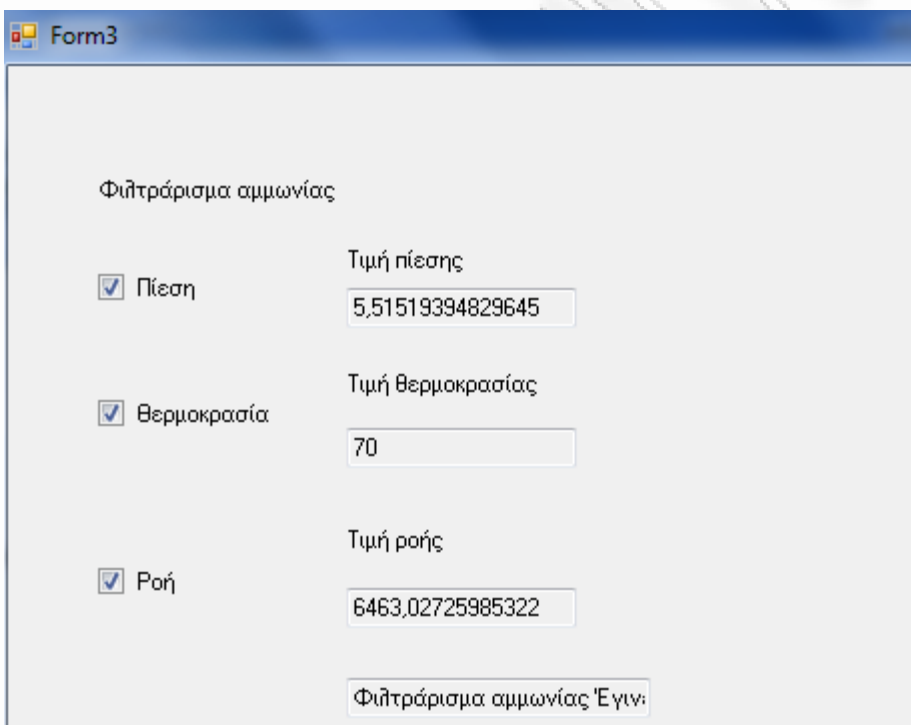 Form3
Φιλτράρισμα αμμωνίας
Τιμή πίεσης
Πίεση
5,51519394829645
Τιμή θερμοκρασίας
Θερμοκρασία
70
Τιμή ροής
Ροή
6463,02725985322
Φιλτράρισμα αμμωνίας